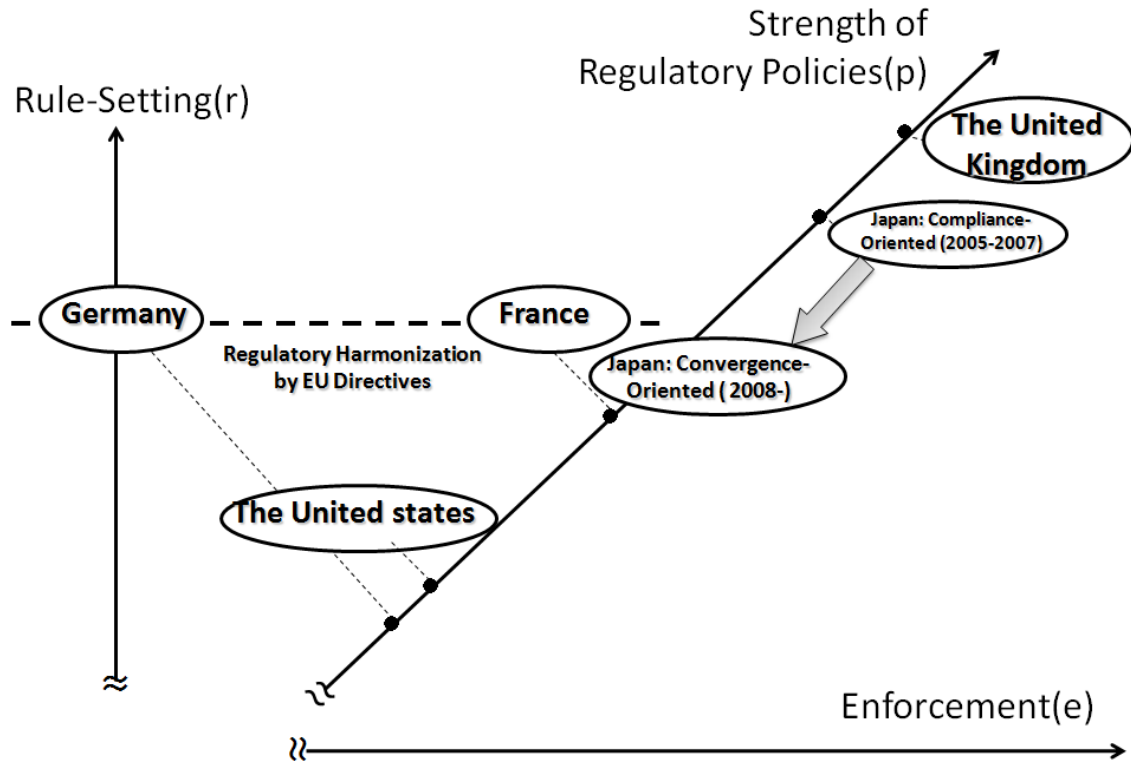 Strength of
Regulatory Policies(p)
Rule-Setting(r)
The United
Kingdom
Japan: Compliance-
Oriented (2005-2007)
Germany
France
Regulatory Harmonization
by EU Directives
Japan: Convergence-
Oriented ( 2008-)
The United states
Enforcement(e)